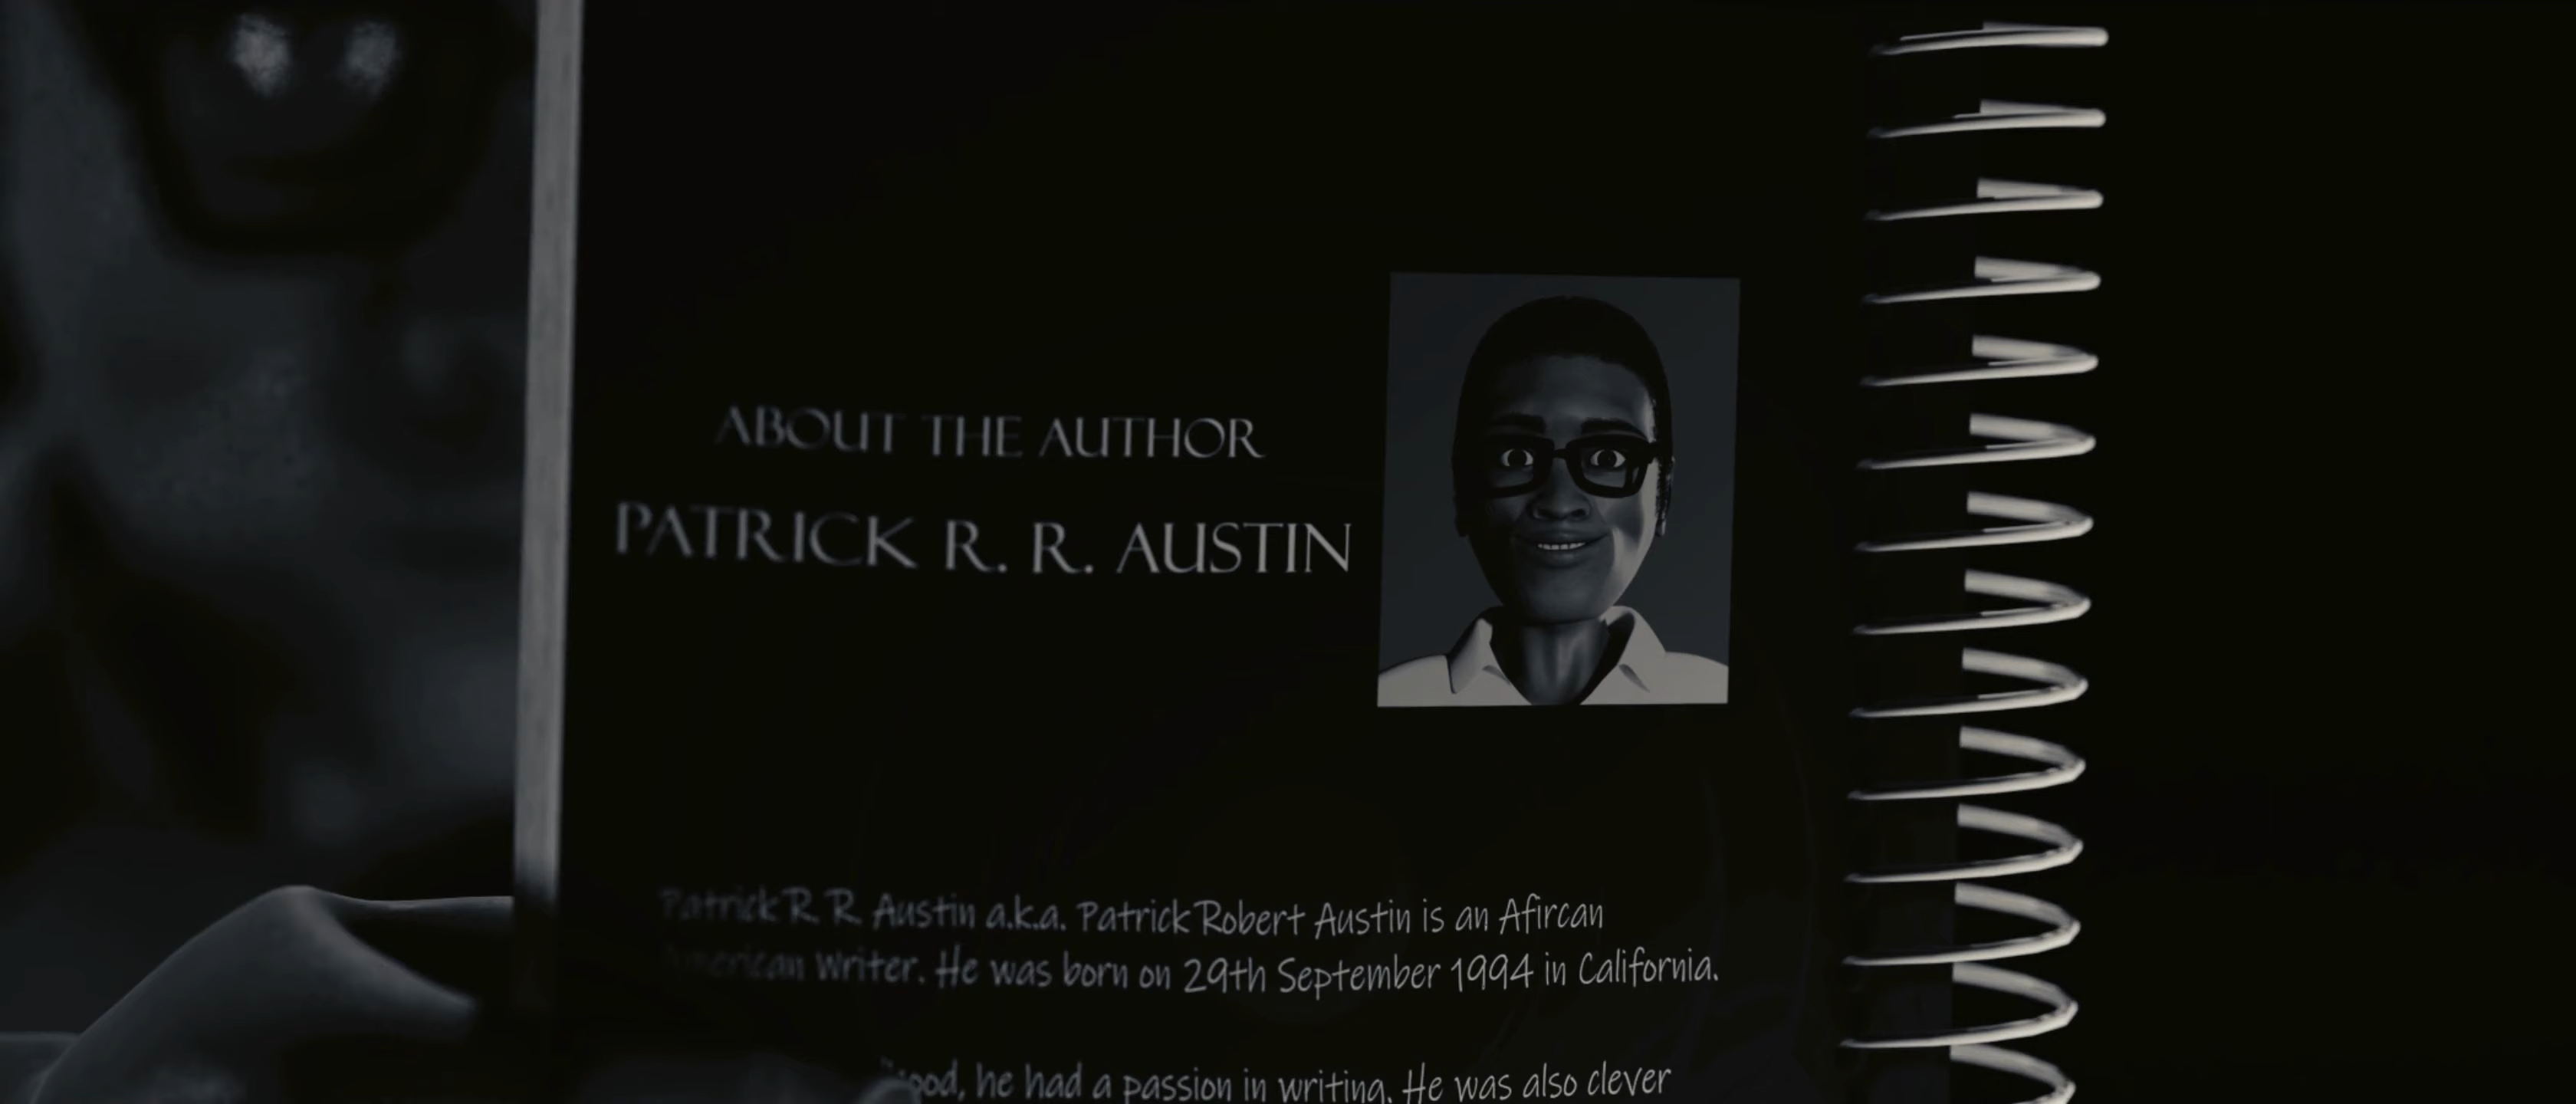 ABOUT THE AUTHOR
PATRICK R. R. AUSTIN
Patrick R R Austin a.k.a. Patrick Robert Austin is an Afircan
American Writer. He was born on 29th September 1994 in California.
he had a passion in writing. He was also clever